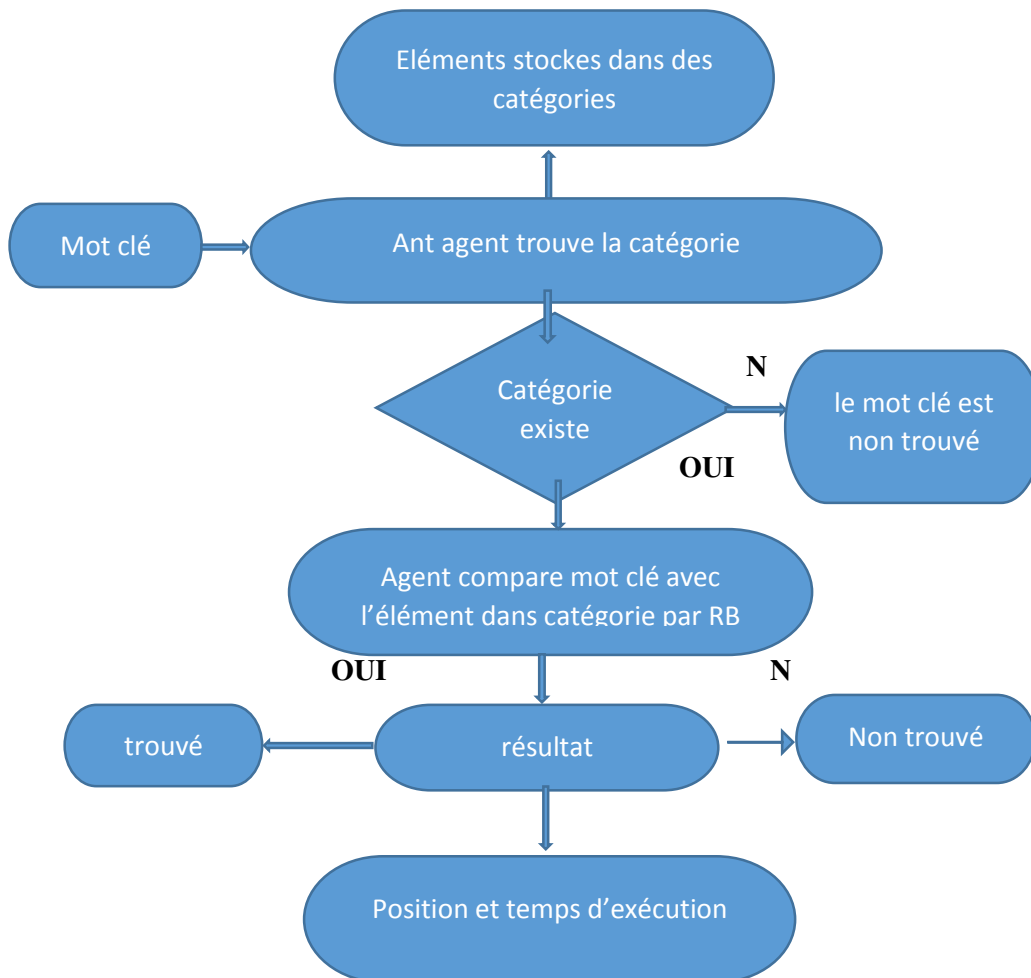 Eléments stockes dans des
catégories
Mot clé
Ant agent trouve la catégorie
Catégorie
existe
N
le mot clé est
non trouvé
OUI
Agent compare mot clé avec
l’élément dans catégorie par RB
OUI
N
trouvé
résultat
Non trouvé
Position et temps d’exécution